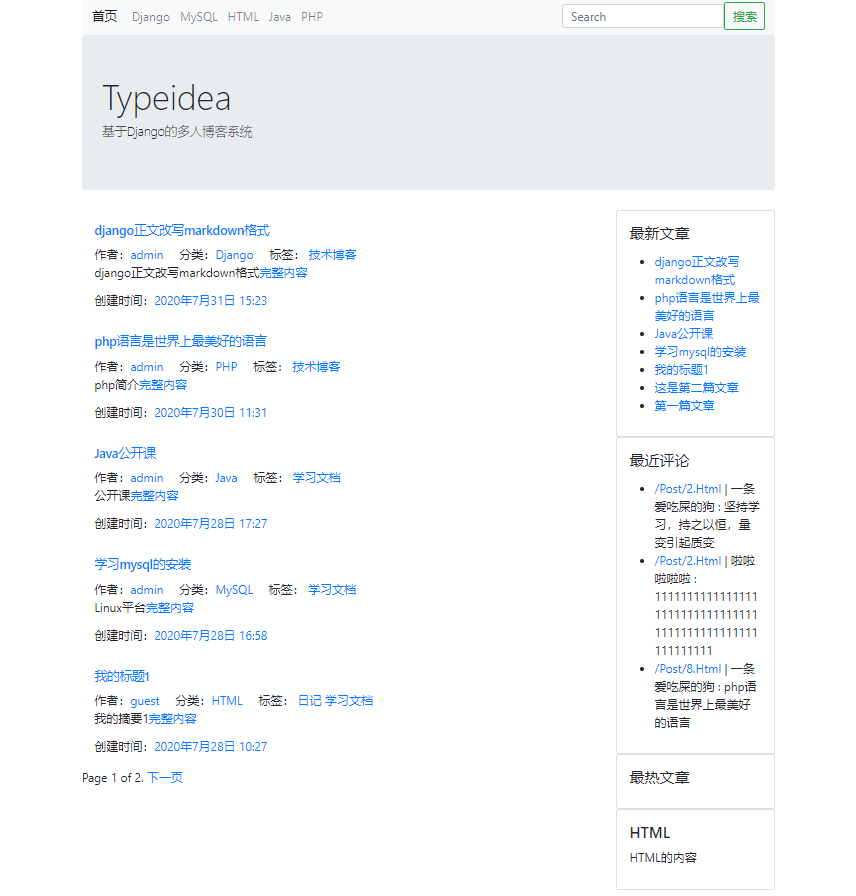 首页 Django MySQL HTML Java PHP Search 搜索
Typeidea
基于Django的多人博客系统
django正文改写markdown格式
作者：admin 分类：Django 标签： 技术博客
django正文改写markdown格式完整内容
创建时间：2020年7月31日 15:23
php语言是世界上最美好的语言
作者：admin 分类：PHP 标签： 技术博客
php简介完整内容
创建时间：2020年7月30日 11:31
Java公开课
作者：admin 分类：Java 标签： 学习文档
公开课完整内容
创建时间：2020年7月28日 17:27
学习mysql的安装
作者：admin 分类：MySQL 标签： 学习文档
Linux平台完整内容
创建时间：2020年7月28日 16:58
我的标题1
作者：guest 分类：HTML 标签： 日记 学习文档
我的摘要1完整内容
创建时间：2020年7月28日 10:27
Page 1 of 2. 下一页
最新文章
django正文改写
markdown格式
php语言是世界上最
美好的语言
Java公开课
学习mysql的安装
我的标题1
这是第二篇文章
第一篇文章
最近评论
/Post/2.Html | 一条
爱吃屎的狗 : 坚持学
习，持之以恒，量
变引起质变
/Post/2.Html | 啦啦
啦啦啦 :
1111111111111111
1111111111111111
1111111111111111
111111111
/Post/8.Html | 一条
爱吃屎的狗 : php语
言是世界上最美好
的语言
最热文章
HTML
HTML的内容